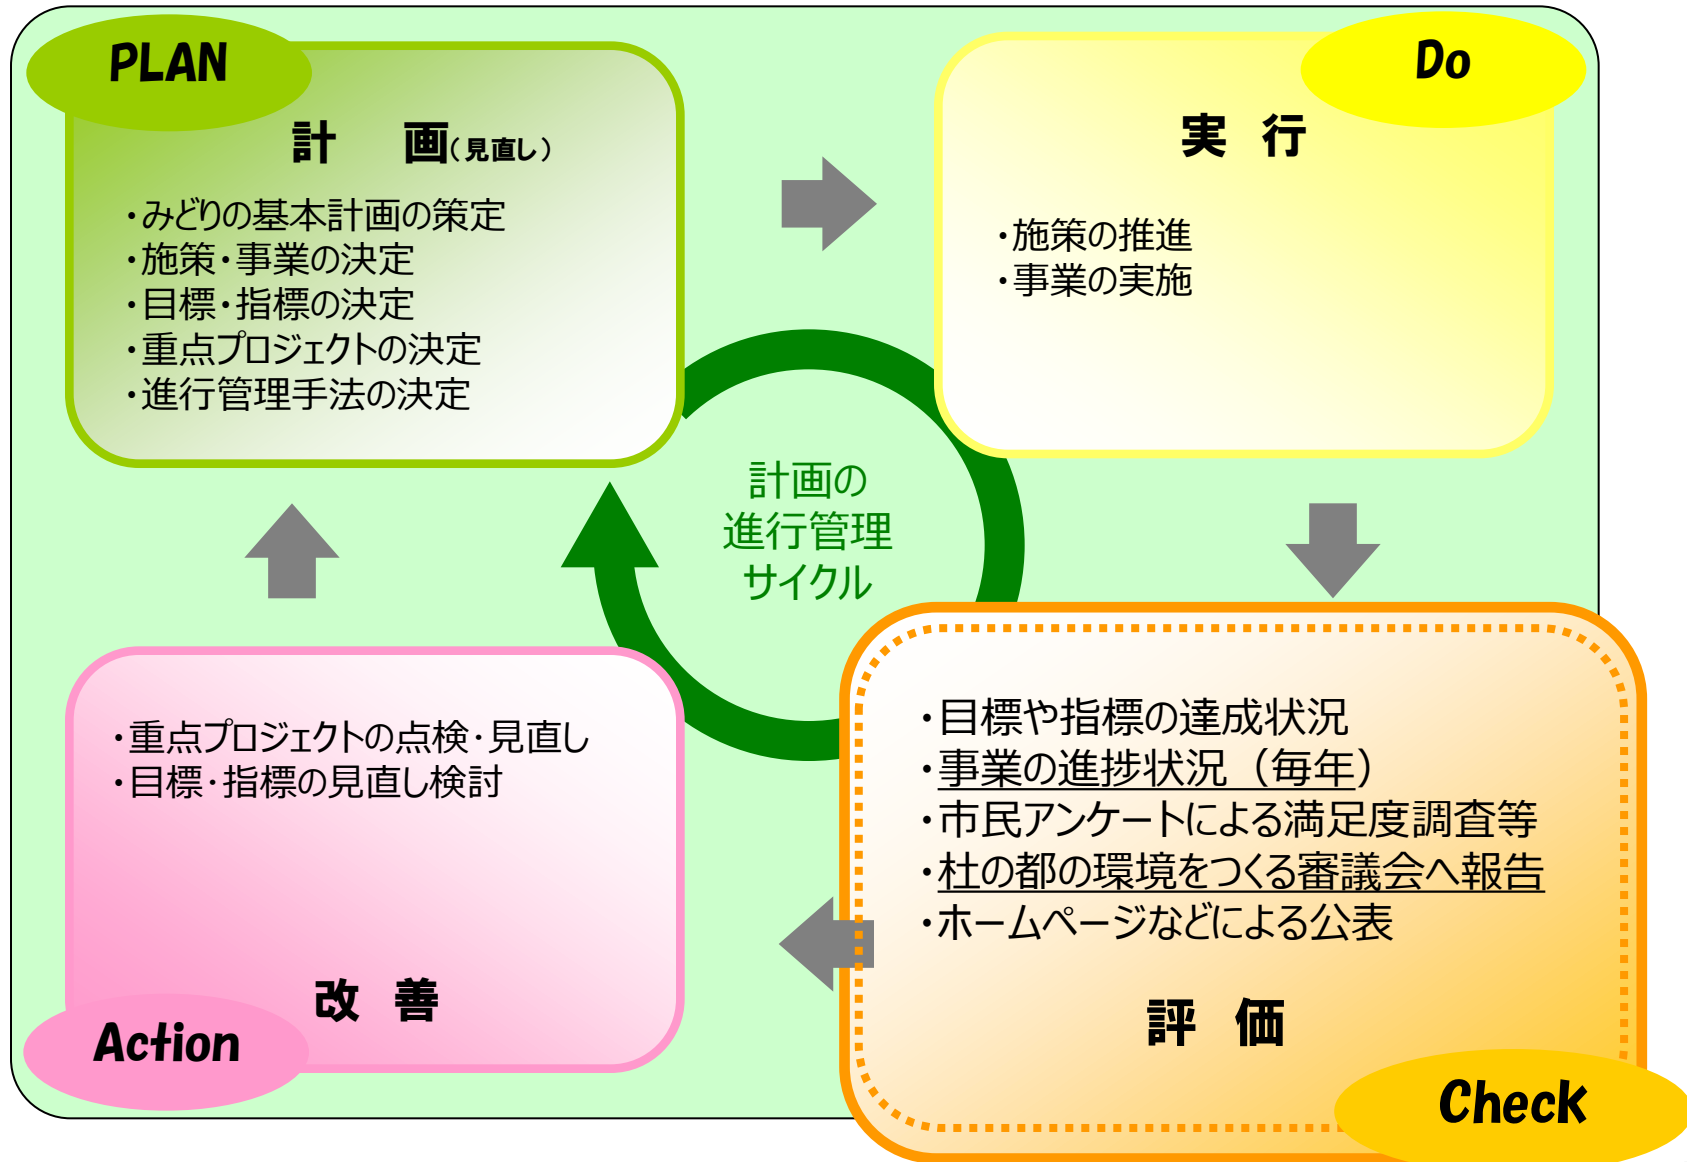 PLAN
計　画（見直し）
・みどりの基本計画の策定
・施策・事業の決定
・目標・指標の決定
・重点プロジェクトの決定
・進行管理手法の決定
Do
実　行
・施策の推進
・事業の実施
計画の
進行管理
サイクル
・目標や指標の達成状況
・事業の進捗状況（毎年）
・市民アンケートによる満足度調査等
・杜の都の環境をつくる審議会へ報告
・ホームページなどによる公表
評　価
Check
・重点プロジェクトの点検・見直し
・目標・指標の見直し検討
改　善
Action